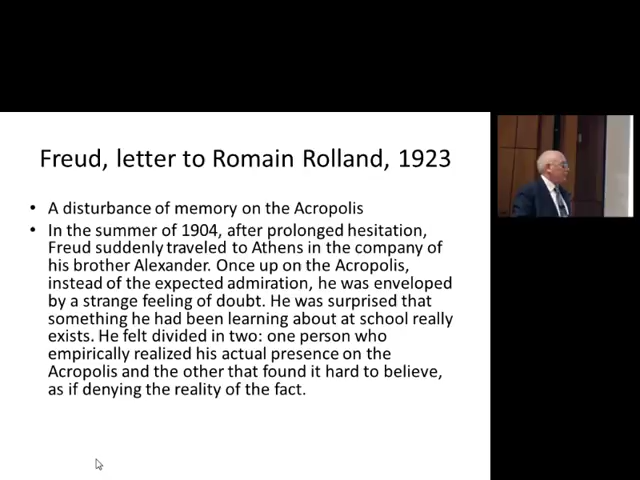 Freud, letter to Romain Rolland, 1923
• A disturbance of memory on the Acropolis
• In the summer of 1904, after prolonged hesitation,
Freud suddenly traveled to Athens in the company of
his brother Alexander. Once up on the Acropolis,
instead of the expected admiration, he was enveloped
by a strange feeling of doubt. He was surprised that
something he had been learning about at school really
exists. He felt divided in two: one person who
empirically realized his actual presence on the
Acropolis and the other that found it hard to believe,
as if denying the reality of the fact.